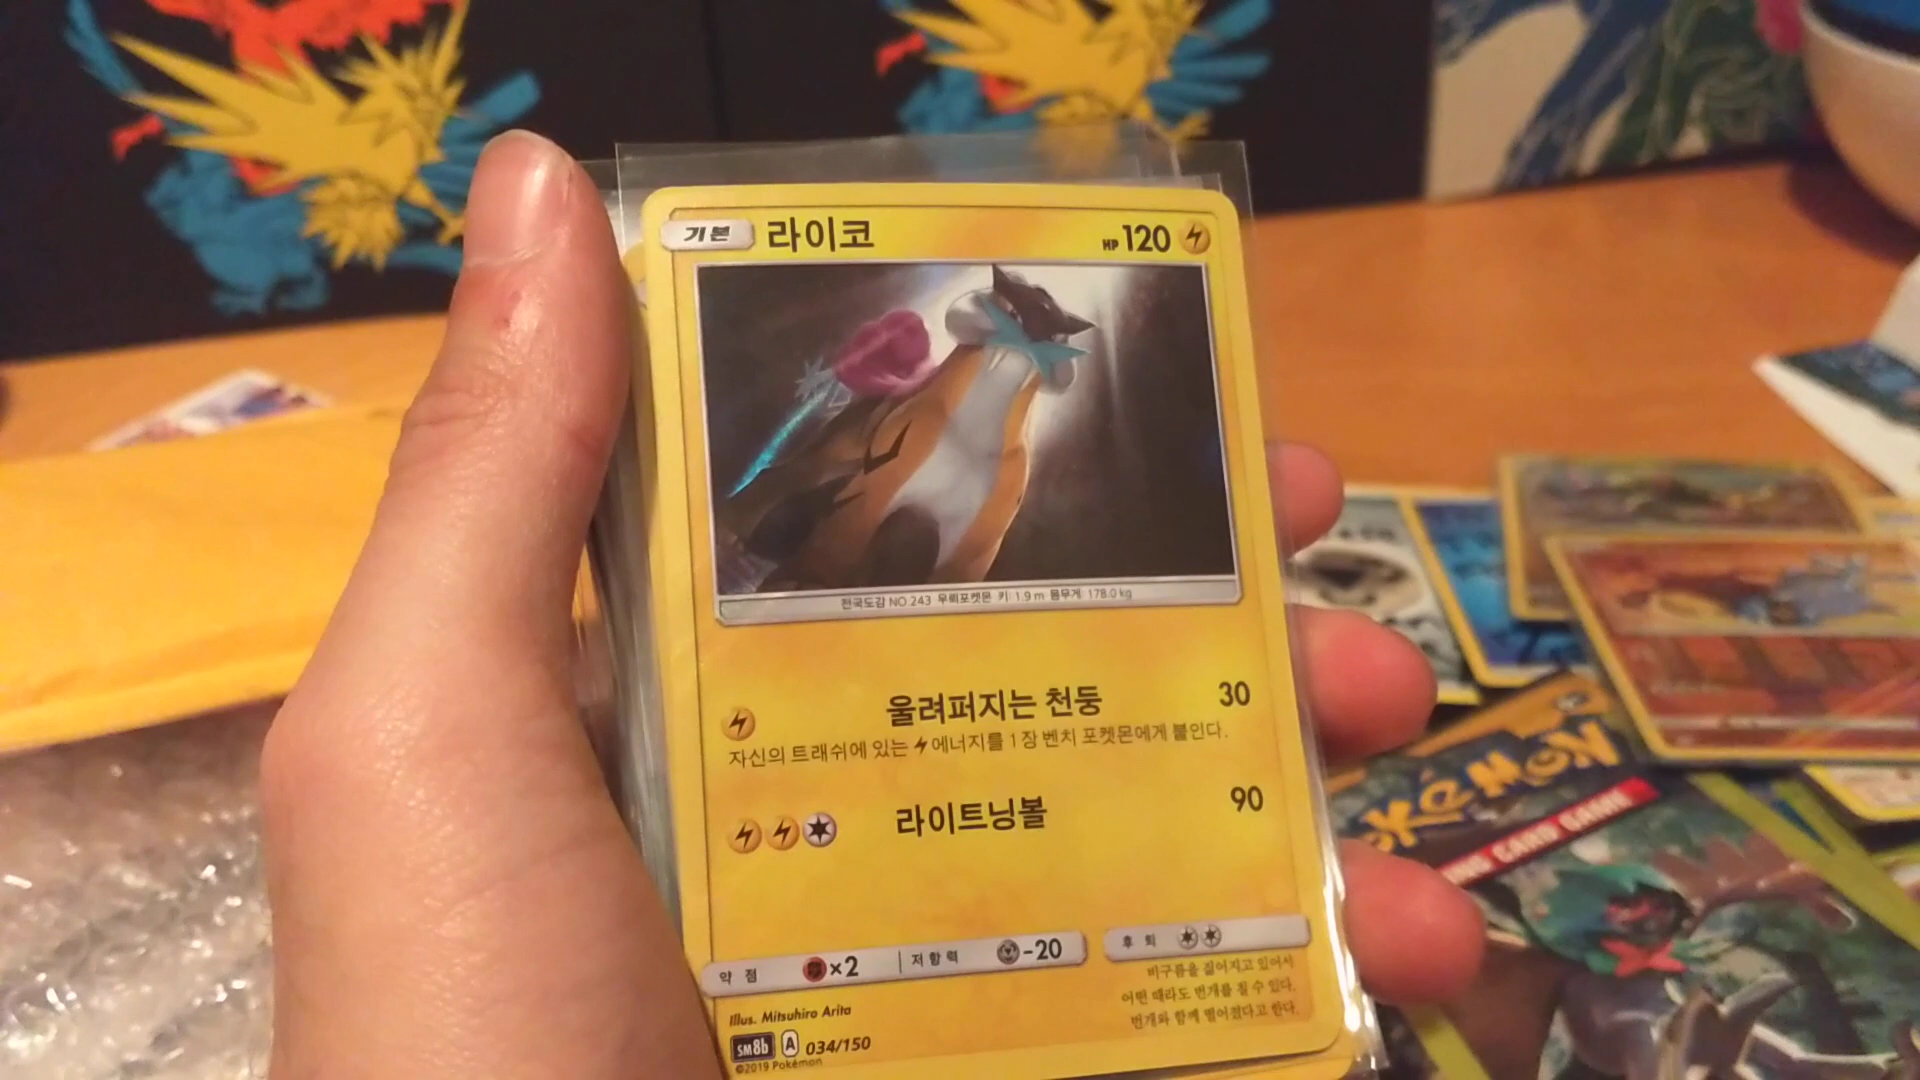 기본 라이코 HP 120
전국도감 NO.243 우뢰포켓몬 키: 1.9 m 몸무게: 178.0 kg
울려퍼지는 천둥 30
자신의 트래쉬에 있는 에너지를 1장 벤치 포켓몬에게 붙인다.
라이트닝볼 90
약점 ×2 저항력 -20 후퇴
비구름을 짊어지고 있어서
어떤 때라도 번개를 칠 수 있다.
번개와 함께 떨어졌다고 한다.
Illus. Mitsuhiro Arita
SM8b A 034/150
©2019 Pokémon
POKÉMON
CARD GAME